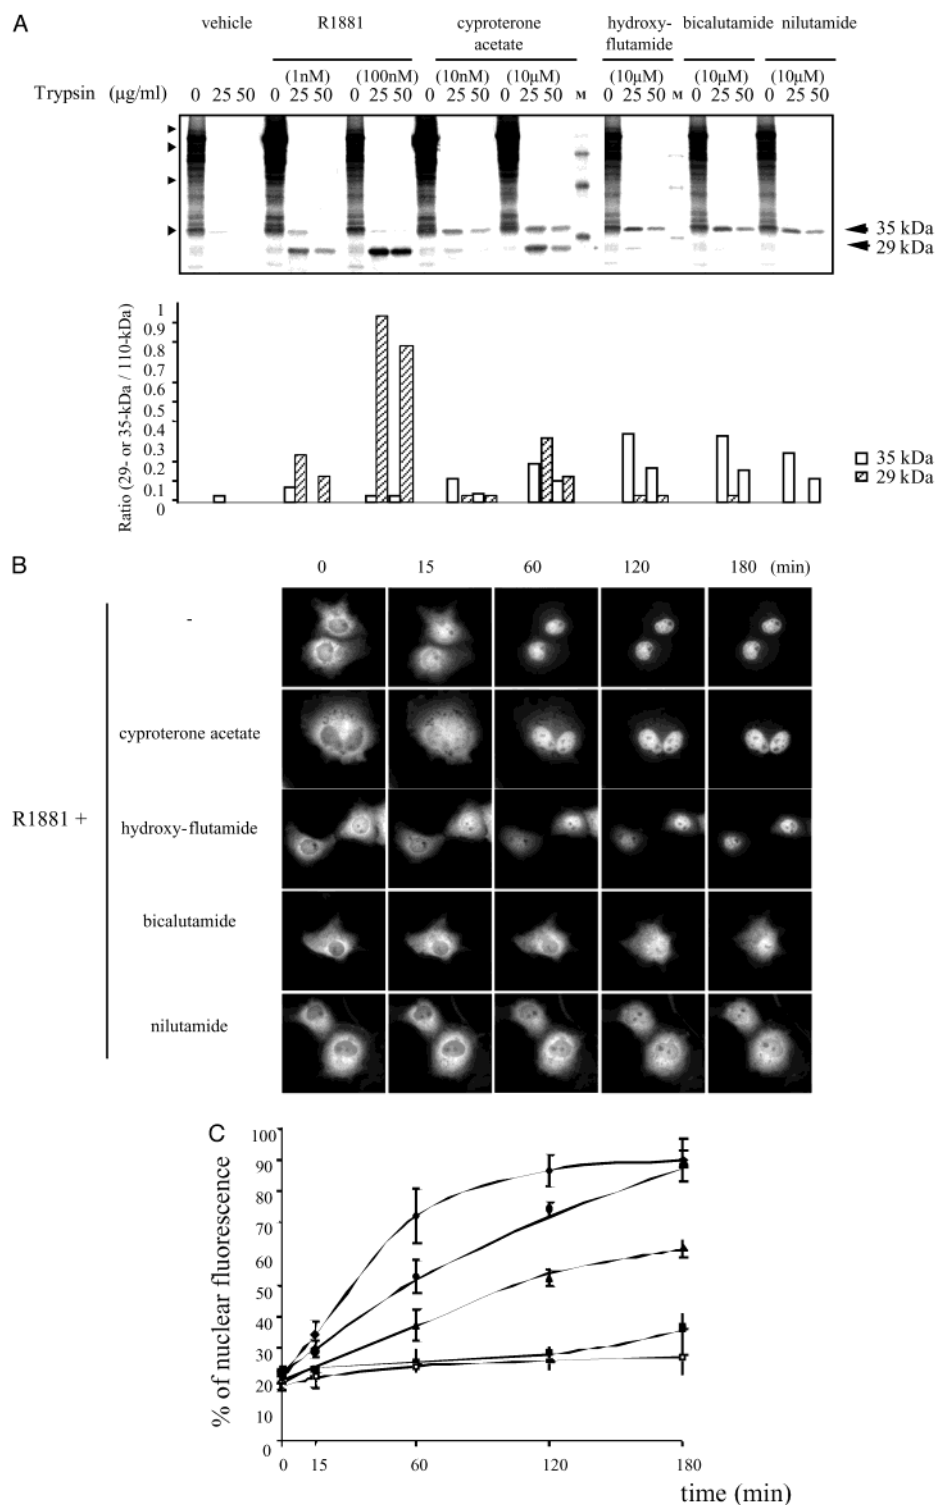 A
vehicle R1881 cyproterone acetate hydroxy-flutamide bicalutamide nilutamide
(1nM) (100nM) (10nM) (10μM) (10μM) (10μM) (10μM)
Trypsin (μg/ml) 0 25 50 0 25 50 0 25 50 0 25 50 0 25 50 M 0 25 50 M 0 25 50 0 25 50
35 kDa
29 kDa
Ratio (29- or 35-kDa / 110-kDa)
1
0.9
0.8
0.6
0.5
0.4
0.3
0.2
0.1
0
35 kDa
29 kDa
B
0 15 60 120 180 (min)
-
cyproterone acetate
R1881 +
hydroxy-flutamide
bicalutamide
nilutamide
C
% of nuclear fluorescence
100
90
80
70
60
50
40
30
20
10
0
0 15 60 120 180
time (min)